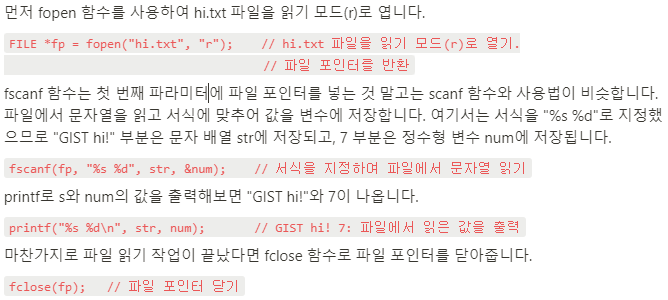 먼저 fopen 함수를 사용하여 hi.txt 파일을 읽기 모드(r)로 엽니다.
FILE *fp = fopen("hi.txt", "r");    // hi.txt 파일을 읽기 모드(r)로 열기.
// 파일 포인터를 반환
fscanf 함수는 첫 번째 파라미터에 파일 포인터를 넣는 것 말고는 scanf 함수와 사용법이 비슷합니다.
파일에서 문자열을 읽고 서식에 맞추어 값을 변수에 저장합니다. 여기서는 서식을 "%s %d"로 지정했
으므로 "GIST hi!" 부분은 문자 배열 str에 저장되고, 7 부분은 정수형 변수 num에 저장됩니다.
fscanf(fp, "%s %d", str, &num);    // 서식을 지정하여 파일에서 문자열 읽기
printf로 s와 num의 값을 출력해보면 "GIST hi!"와 7이 나옵니다.
printf("%s %d\n", str, num);       // GIST hi! 7: 파일에서 읽은 값을 출력
마찬가지로 파일 읽기 작업이 끝났다면 fclose 함수로 파일 포인터를 닫아줍니다.
fclose(fp);   // 파일 포인터 닫기